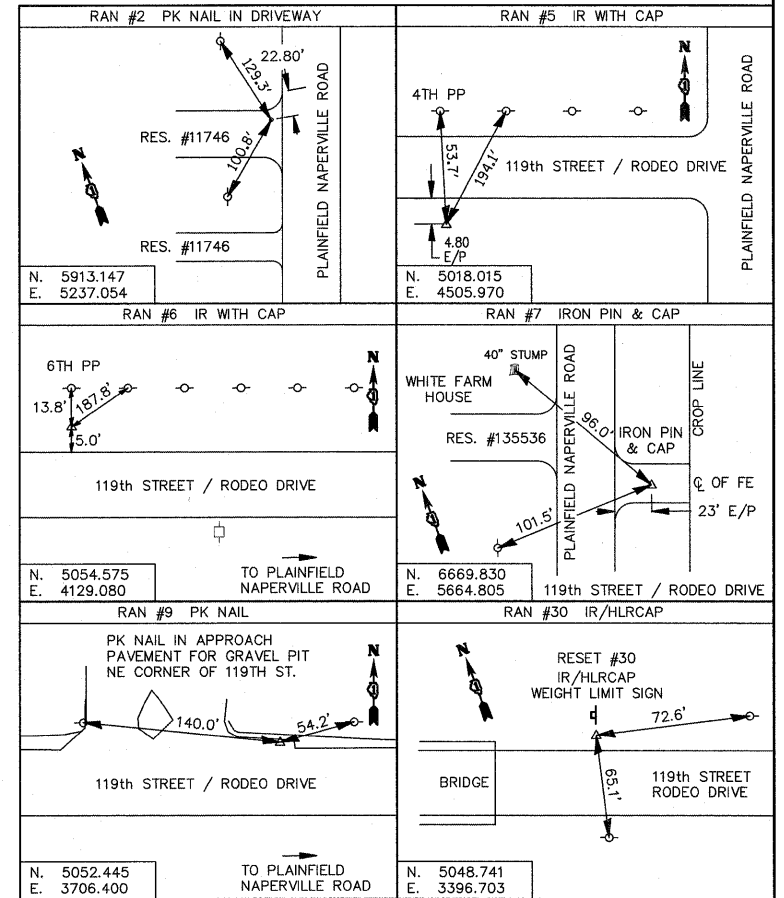 RAN #2 PK NAIL IN DRIVEWAY
22.80'
129.3'
RES. #11746
100.8'
N
RES. #11746
PLAINFIELD NAPERVILLE ROAD
N. 5913.147
E. 5237.054
RAN #5 IR WITH CAP
N
4TH PP
53.7'
194.1'
119th STREET / RODEO DRIVE
4.80
E/P
PLAINFIELD NAPERVILLE ROAD
N. 5018.015
E. 4505.970
RAN #6 IR WITH CAP
N
6TH PP
13.8'
187.8'
5.0'
119th STREET / RODEO DRIVE
TO PLAINFIELD
NAPERVILLE ROAD
N. 5054.575
E. 4129.080
RAN #7 IRON PIN & CAP
40" STUMP
WHITE FARM
HOUSE
RES. #135536
96.0'
IRON PIN
& CAP
CROP LINE
PLAINFIELD NAPERVILLE ROAD
℄ OF FE
23' E/P
101.5'
N
N. 6669.830
E. 5664.805
119th STREET / RODEO DRIVE
RAN #9 PK NAIL
PK NAIL IN APPROACH
PAVEMENT FOR GRAVEL PIT
NE CORNER OF 119TH ST.
N
140.0'
54.2'
119th STREET / RODEO DRIVE
TO PLAINFIELD
NAPERVILLE ROAD
N. 5052.445
E. 3706.400
RAN #30 IR/HLRCAP
N
RESET #30
IR/HLRCAP
WEIGHT LIMIT SIGN
72.6'
65.1'
BRIDGE
119th STREET
RODEO DRIVE
N. 5048.741
E. 3396.703